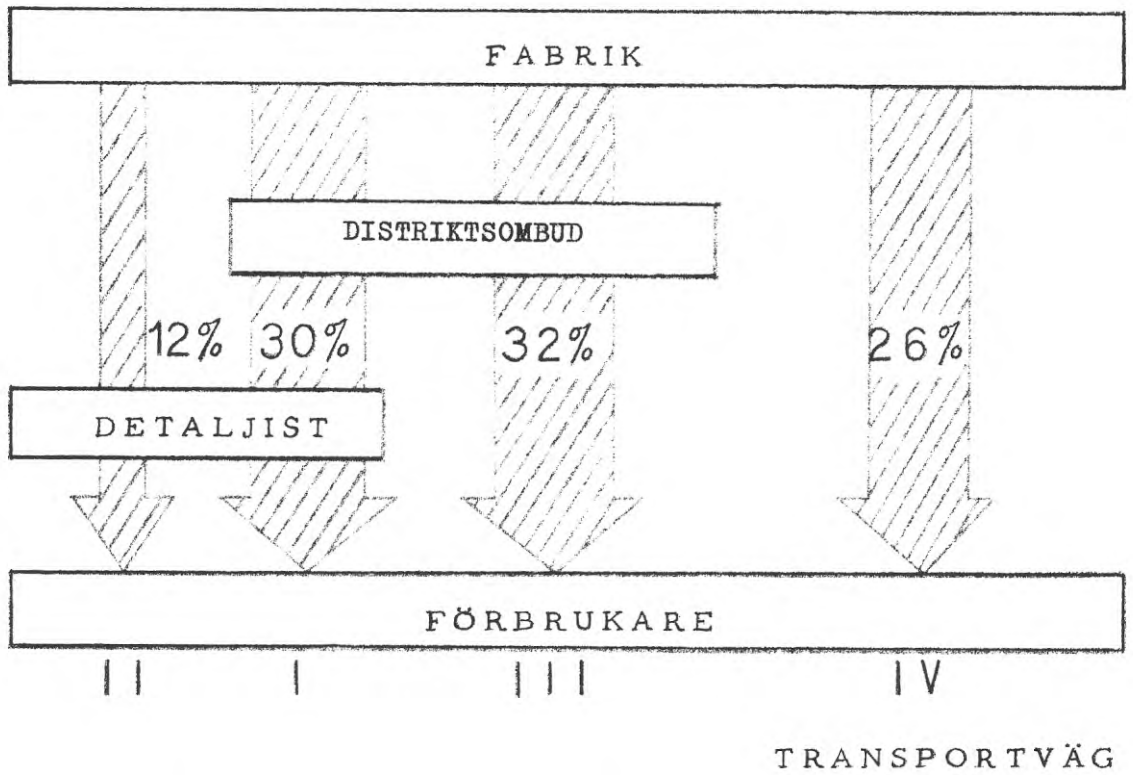 FABRIK
DISTRIKTSOMBUD
12% 30% 32% 26%
DETALJIST
FÖRBRUKARE
II I III IV
TRANSPORTVÄG